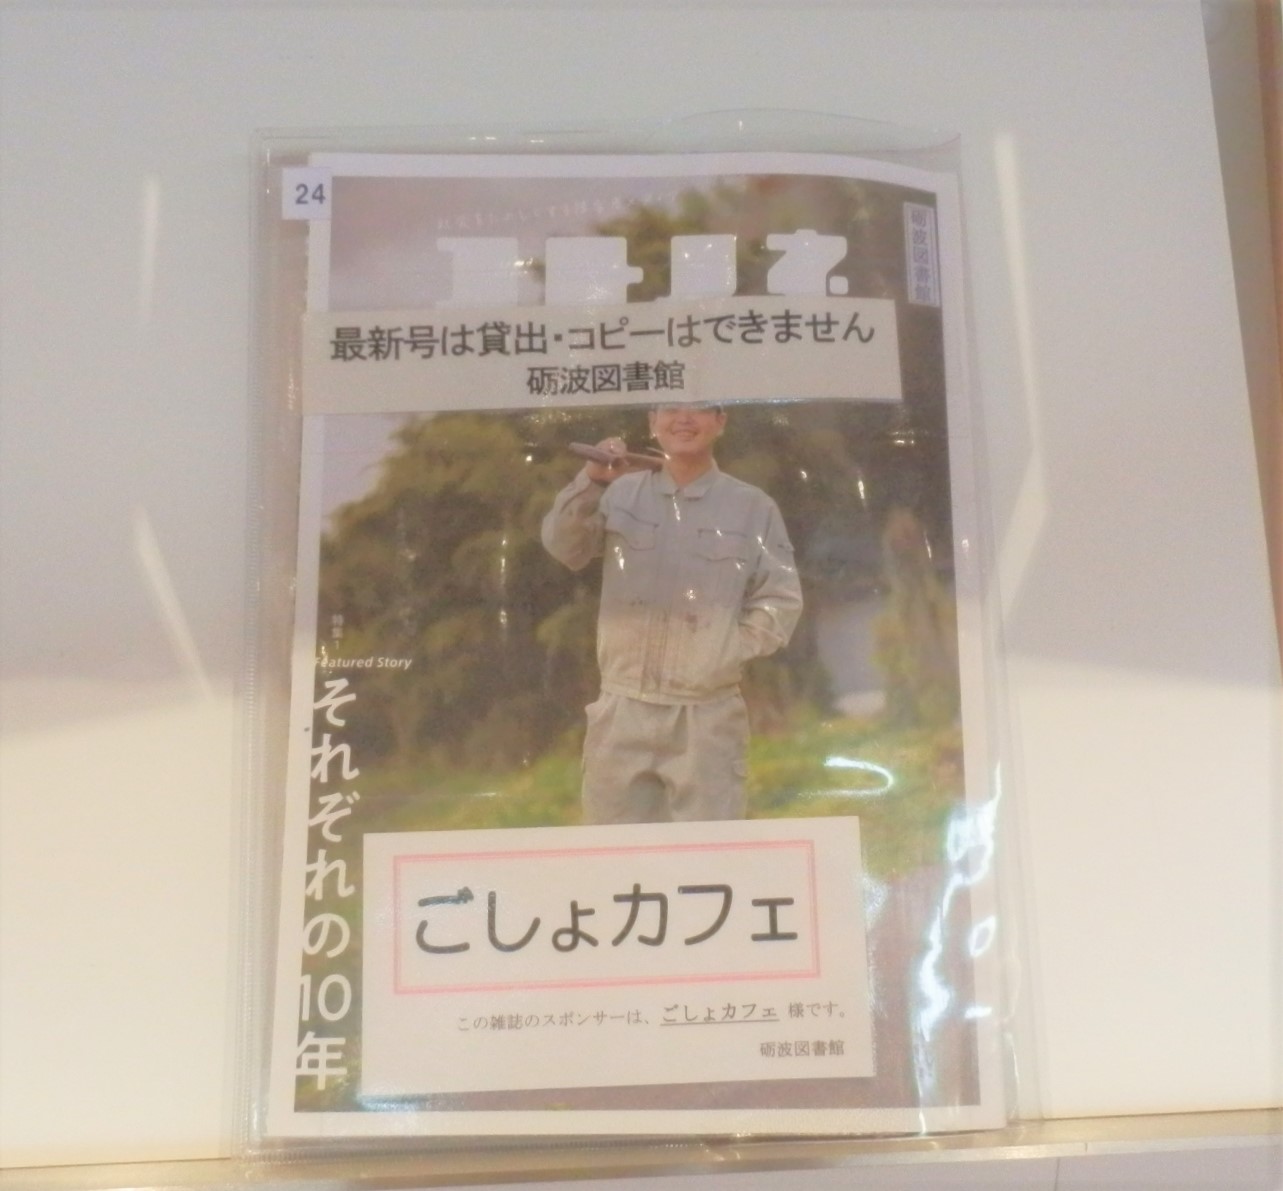 24
砺波図書館
最新号は貸出・コピーはできません
砺波図書館
特集1
Featured Story
それぞれの10年
ごしょカフェ
この雑誌のスポンサーは、ごしょカフェ 様です。
砺波図書館